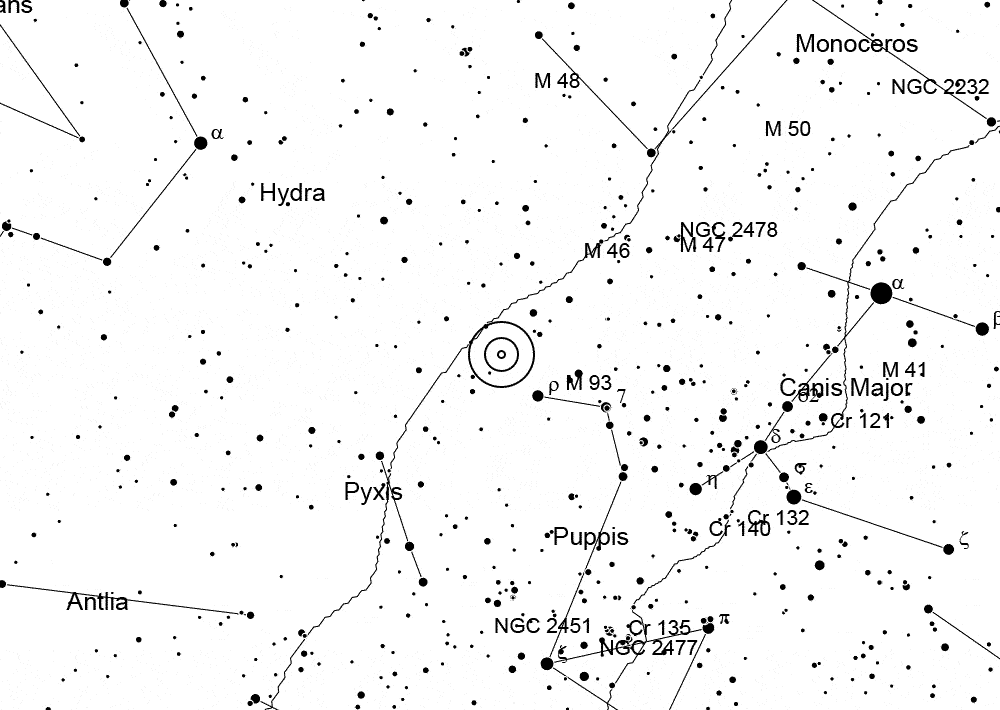 ans
Monoceros
M 48
NGC 2232
M 50
α
Hydra
NGC 2478
M 47
M 46
α
β
M 41
Canis Major
ο2
Cr 121
ρ
M 93
7
δ
σ
η
ε
Pyxis
Cr 132
Cr 140
Puppis
ζ
Antlia
NGC 2451
Cr 135
π
NGC 2477
ζ